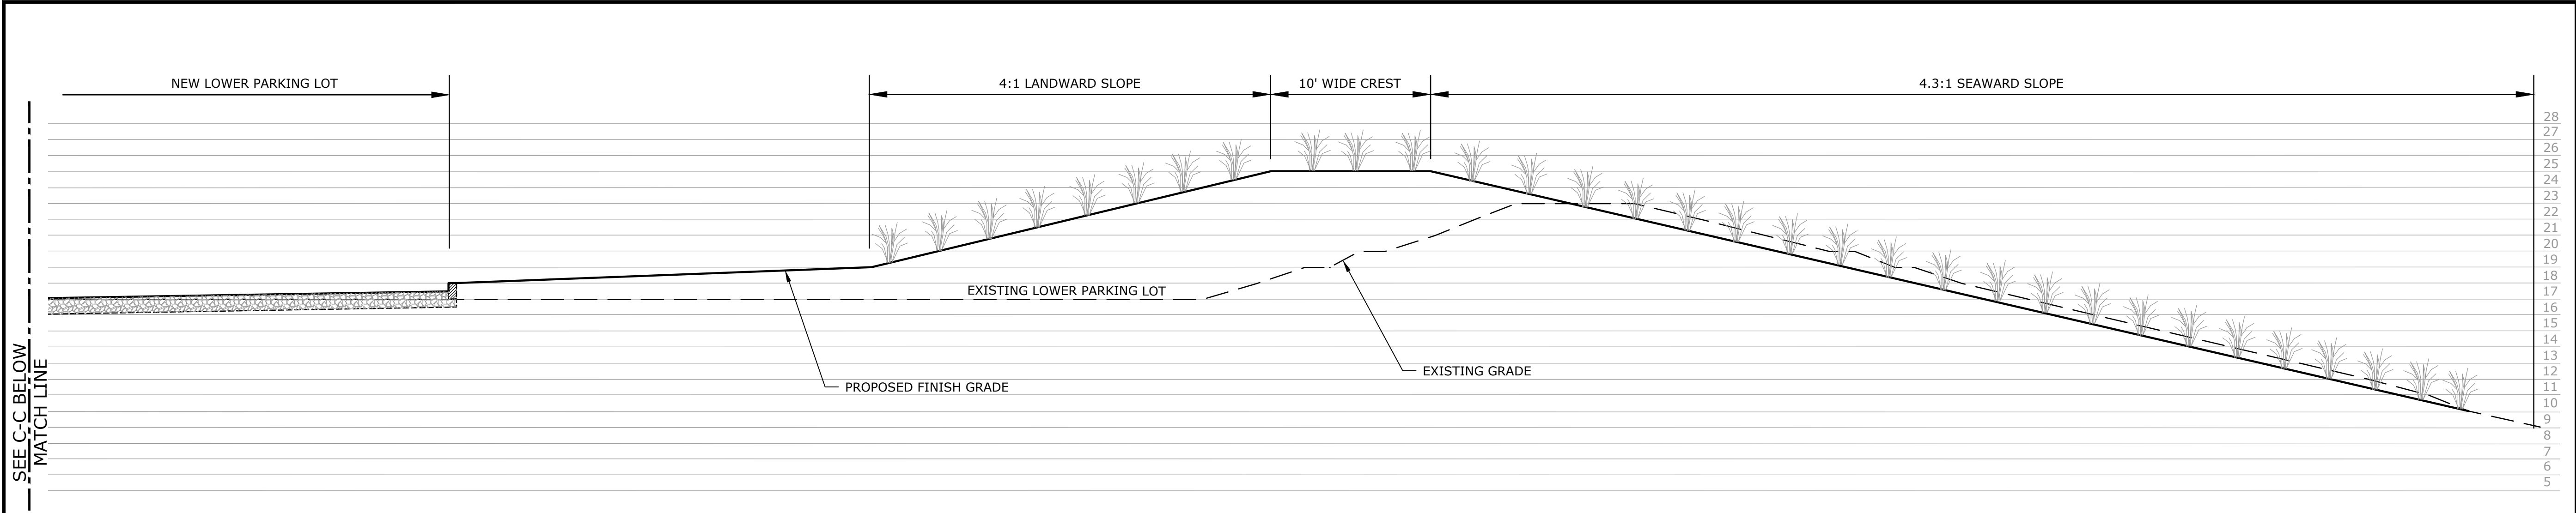 NEW LOWER PARKING LOT
4:1 LANDWARD SLOPE
10' WIDE CREST
4.3:1 SEAWARD SLOPE
28
27
26
25
24
23
22
21
20
19
18
17
16
15
14
13
12
11
10
9
8
7
6
5
EXISTING LOWER PARKING LOT
EXISTING GRADE
PROPOSED FINISH GRADE
SEE C-C BELOW
MATCH LINE